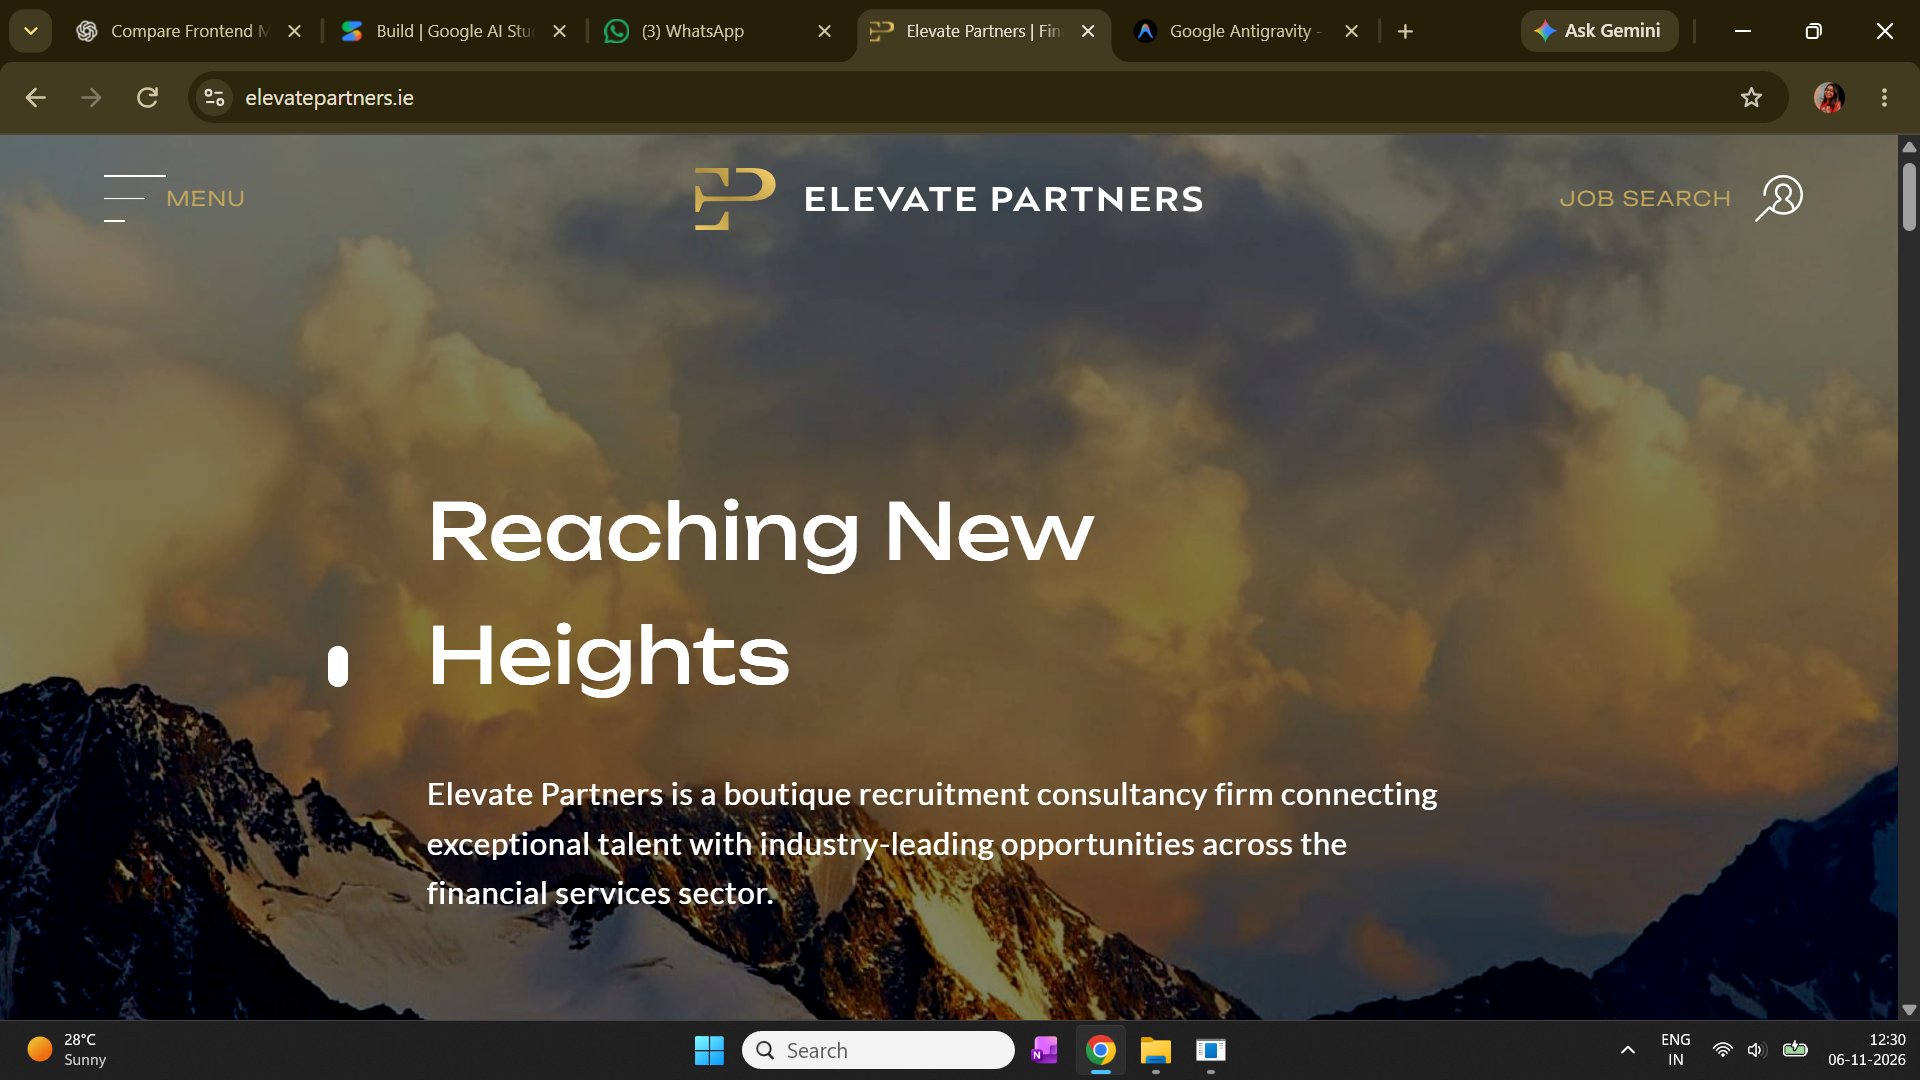 Compare Frontend M
Build | Google AI Stu
(3) WhatsApp
Elevate Partners | Fin
Google Antigravity -
Ask Gemini
elevatepartners.ie
MENU
EP
ELEVATE PARTNERS
JOB SEARCH
Reaching New
Heights
Elevate Partners is a boutique recruitment consultancy firm connecting
exceptional talent with industry-leading opportunities across the
financial services sector.
28°C
Sunny
Search
N
ENG
IN
12:30
06-11-2026